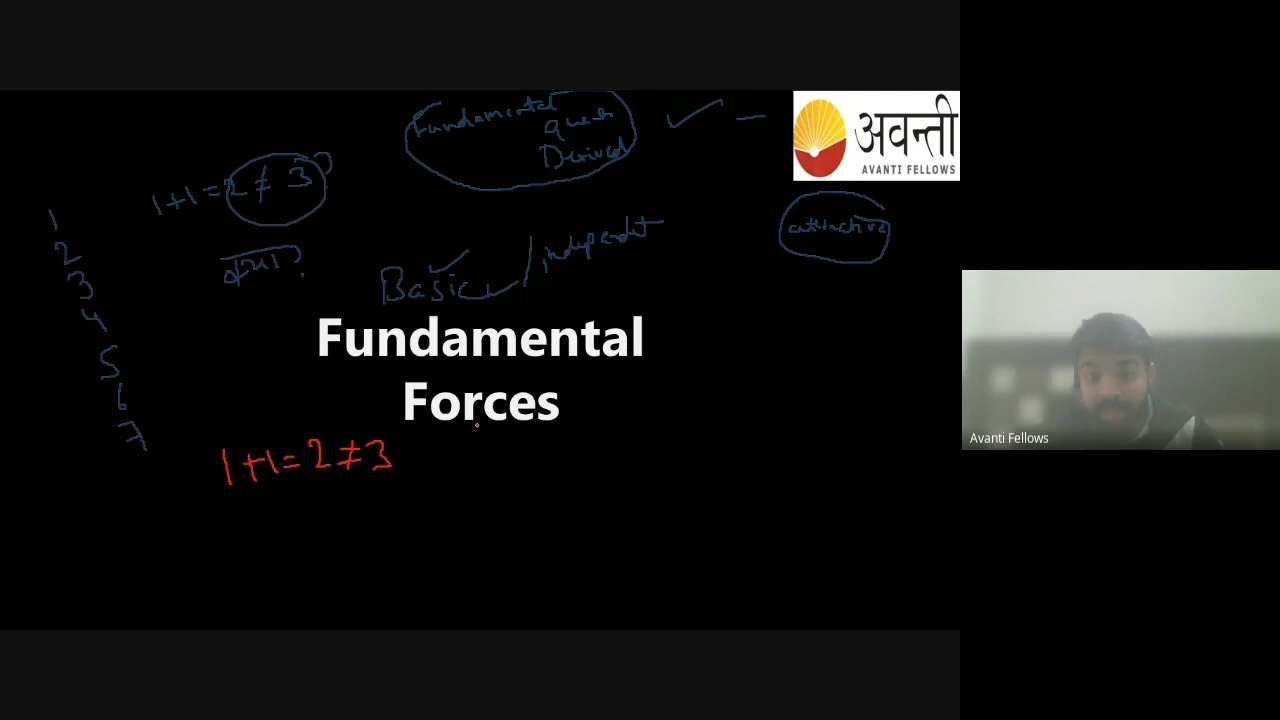 Fundamental
Derived
अवन्ती
AVANTI FELLOWS
1+1=2≠3
1
2
3
4
5
6
7
क्यों?
Basic / independent
attractive
Fundamental
Forces
1+1=2≠3
Avanti Fellows